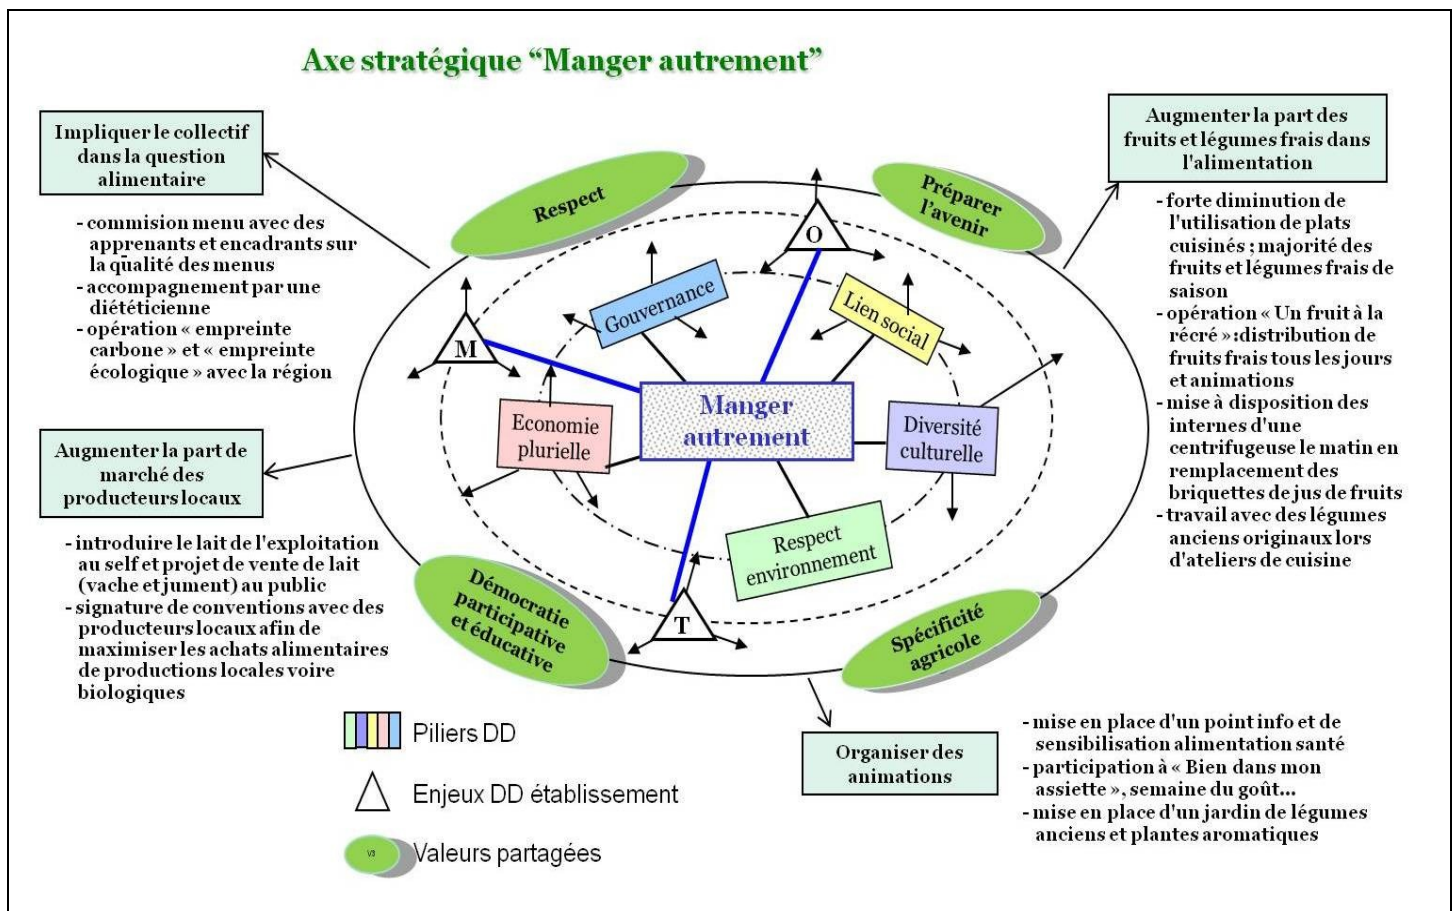 Axe stratégique “Manger autrement”
Impliquer le collectif
dans la question
alimentaire
- commision menu avec des
apprenants et encadrants sur
la qualité des menus
- accompagnement par une
diététicienne
- opération « empreinte
carbone » et « empreinte
écologique » avec la région
Augmenter la part de
marché des
producteurs locaux
- introduire le lait de l'exploitation
au self et projet de vente de lait
(vache et jument) au public
- signature de conventions avec des
producteurs locaux afin de
maximiser les achats alimentaires
de productions locales voire
biologiques
Respect
Préparer
l’avenir
O
M
Gouvernance
Lien social
Manger
autrement
Economie
plurielle
Diversité
culturelle
Respect
environnement
T
Démocratie
participative
et éducative
Spécificité
agricole
Augmenter la part des
fruits et légumes frais dans
l'alimentation
- forte diminution de
l'utilisation de plats
cuisinés ; majorité des
fruits et légumes frais de
saison
- opération « Un fruit à la
récré » :distribution de
fruits frais tous les jours
et animations
- mise à disposition des
internes d'une
centrifugeuse le matin en
remplacement des
briquettes de jus de fruits
- travail avec des légumes
anciens originaux lors
d'ateliers de cuisine
Organiser des
animations
- mise en place d'un point info et de
sensibilisation alimentation santé
- participation à « Bien dans mon
assiette », semaine du goût...
- mise en place d'un jardin de légumes
anciens et plantes aromatiques
Piliers DD
Enjeux DD établissement
Valeurs partagées